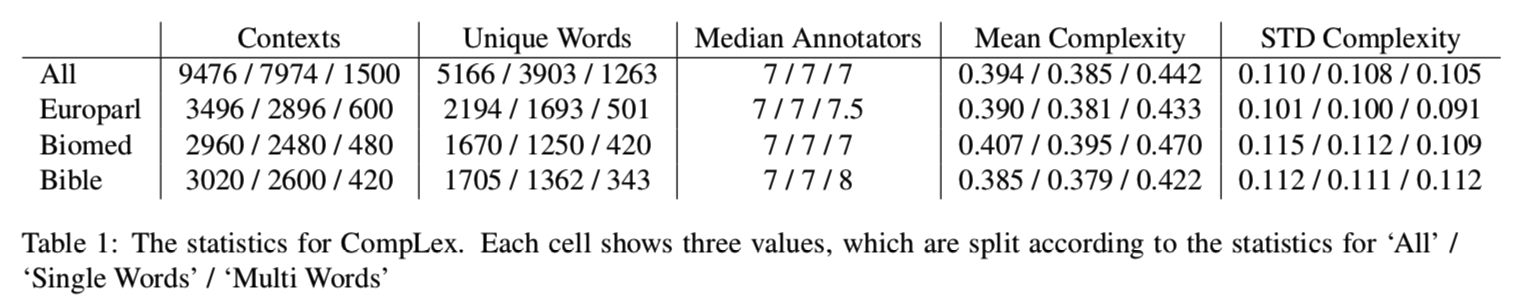 Contexts Unique Words Median Annotators Mean Complexity STD Complexity
All 9476 / 7974 / 1500 5166 / 3903 / 1263 7 / 7 / 7 0.394 / 0.385 / 0.442 0.110 / 0.108 / 0.105
Europarl 3496 / 2896 / 600 2194 / 1693 / 501 7 / 7 / 7.5 0.390 / 0.381 / 0.433 0.101 / 0.100 / 0.091
Biomed 2960 / 2480 / 480 1670 / 1250 / 420 7 / 7 / 7 0.407 / 0.395 / 0.470 0.115 / 0.112 / 0.109
Bible 3020 / 2600 / 420 1705 / 1362 / 343 7 / 7 / 8 0.385 / 0.379 / 0.422 0.112 / 0.111 / 0.112
Table 1: The statistics for CompLex. Each cell shows three values, which are split according to the statistics for ‘All’ /
‘Single Words’ / ‘Multi Words’